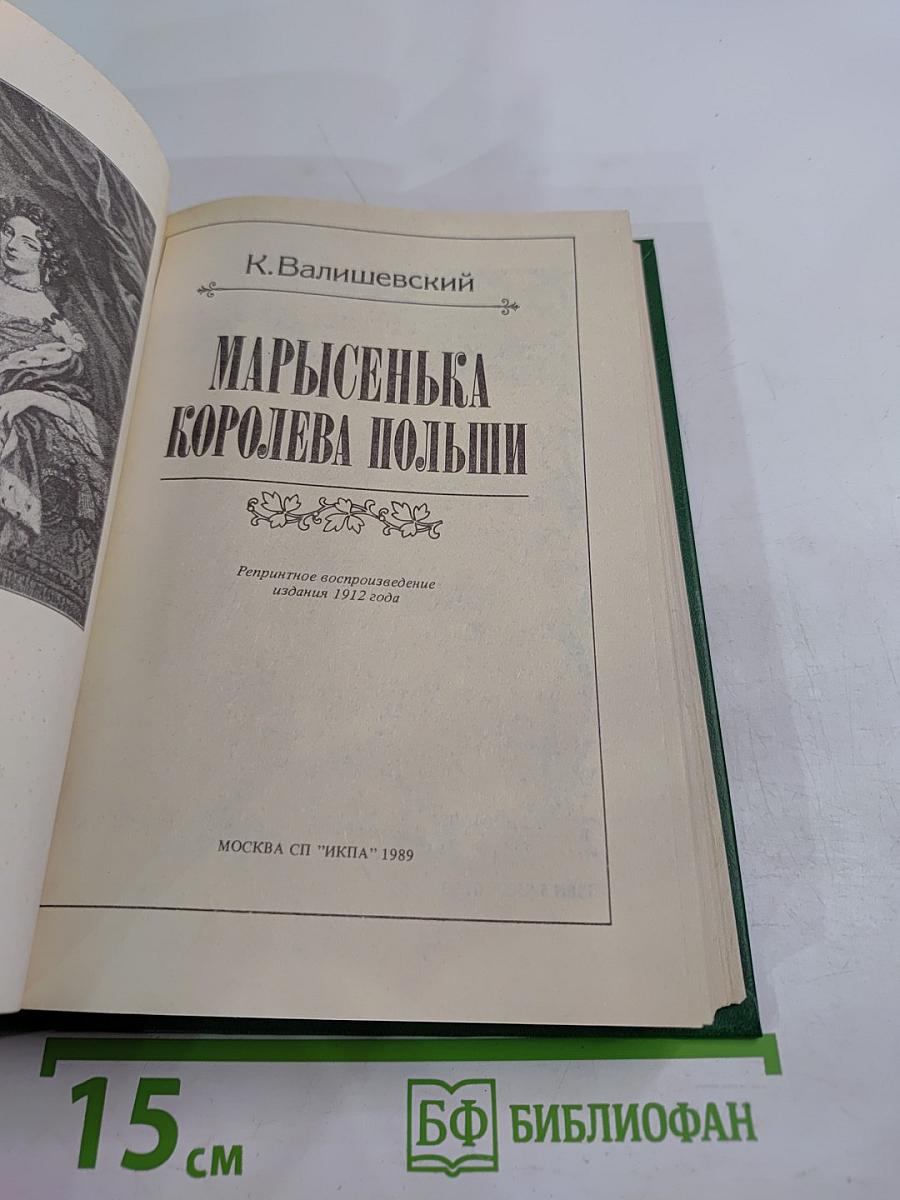 К. Валишевский
МАРЫСЕНЬКА
КОРОЛЕВА ПОЛЬШИ
Репринтное воспроизведение
издания 1912 года
МОСКВА СП "ИКПА" 1989
15 см
БФ БИБЛИОФАН